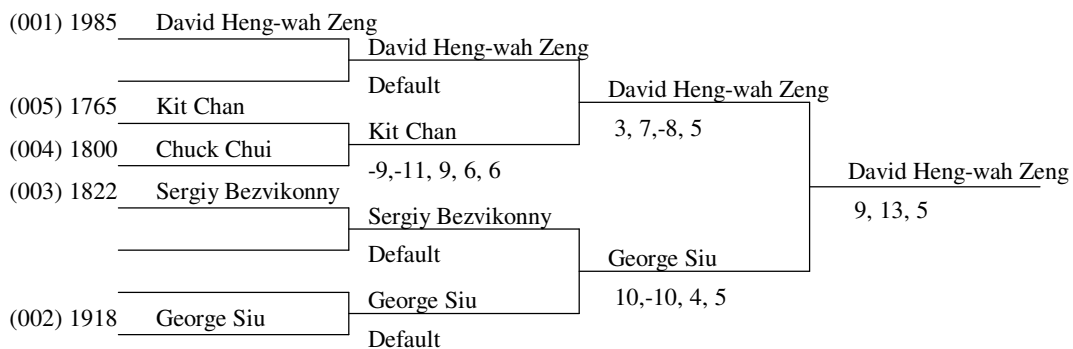 (001) 1985 David Heng-wah Zeng
David Heng-wah Zeng
Default
David Heng-wah Zeng
(005) 1765 Kit Chan
3, 7,-8, 5
Kit Chan
(004) 1800 Chuck Chui
-9,-11, 9, 6, 6
David Heng-wah Zeng
(003) 1822 Sergiy Bezvikonny
9, 13, 5
Sergiy Bezvikonny
Default
George Siu
10,-10, 4, 5
George Siu
(002) 1918 George Siu
Default